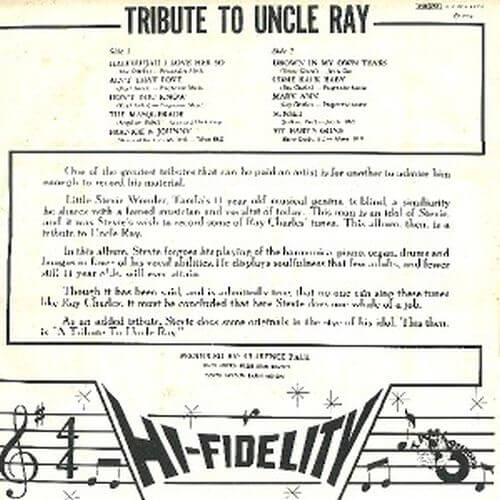 TRIBUTE TO UNCLE RAY
Side 1
HALLELUJAH I LOVE HER SO
AIN'T THAT LOVE
DON'T YOU KNOW
THE MASQUERADE
FRANKIE & JOHNNY
Side 2
DROWN IN MY OWN TEARS
COME BACK BABY
MARY ANN
SUNSET
MY BABY'S GONE
One of the greatest tributes that can be paid an artist is for another to admire him
enough to record his material.
Little Stevie Wonder, Tamla's 11 year old musical genius, is blind, a similarity
he shares with a famed musician and vocalist of today. This man is an idol of Stevie,
and it was Stevie's wish to record some of Ray Charles' tunes. This album, then, is a
tribute to Uncle Ray.
In this album, Stevie forgoes his playing of the harmonica, piano, organ, drums and
bongos in favor of his vocal abilities. He displays soulfulness that few adults, and fewer
still 11 year olds, will ever attain.
Though it has been said, and is admittedly true, that no one can sing these tunes
like Ray Charles, it must be concluded that here Stevie does one whale of a job.
As an added tribute, Stevie does some originals in the style of his idol. This then,
is "A Tribute To Uncle Ray."
PRODUCED BY CLARENCE PAUL
4
4
HI-FIDELITY